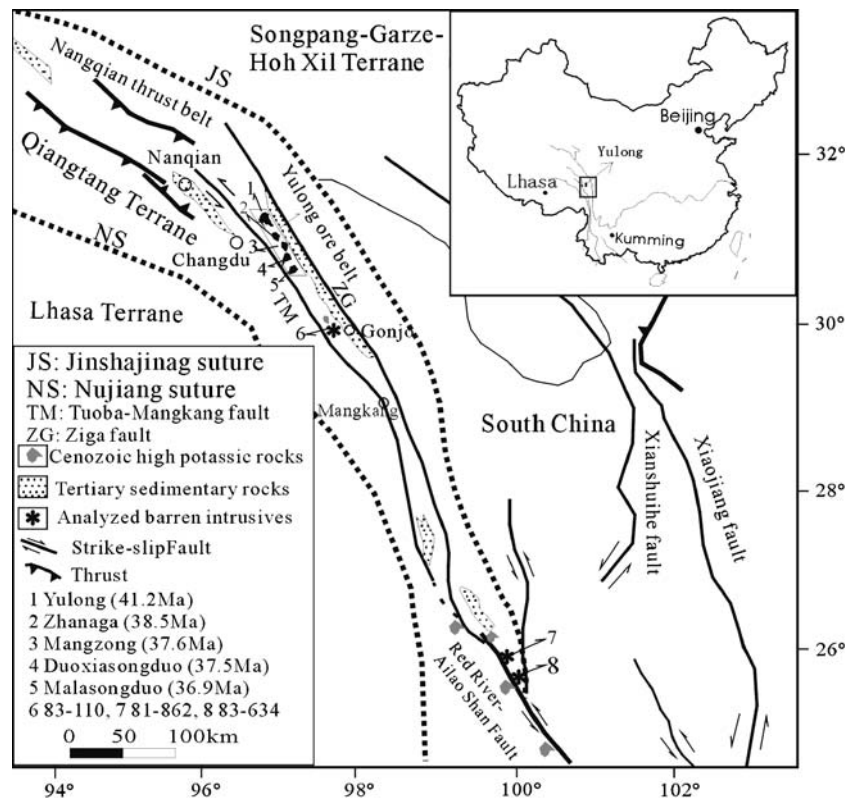 Songpang-Garze-
Hoh Xil Terrane
JS
Nangqian thrust belt
Nanqian
Qiangtang Terrane
NS
Changdu
Lhasa Terrane
1
2
3
4
5
6
Yulong ore belt
TM
ZG
Gonjo
Mangkang
South China
Xianshuihe fault
Xiaojiang fault
7
8
Red River-
Ailao Shan Fault
Beijing
Yulong
Lhasa
Kumming
32°
30°
28°
26°
JS: Jinshajinag suture
NS: Nujiang suture
TM: Tuoba-Mangkang fault
ZG: Ziga fault
Cenozoic high potassic rocks
Tertiary sedimentary rocks
Analyzed barren intrusives
Strike-slipFault
Thrust
1 Yulong (41.2Ma)
2 Zhanaga (38.5Ma)
3 Mangzong (37.6Ma)
4 Duoxiasongduo (37.5Ma)
5 Malasongduo (36.9Ma)
6 83-110, 7 81-862, 8 83-634
0 50 100km
94° 96° 98° 100° 102°